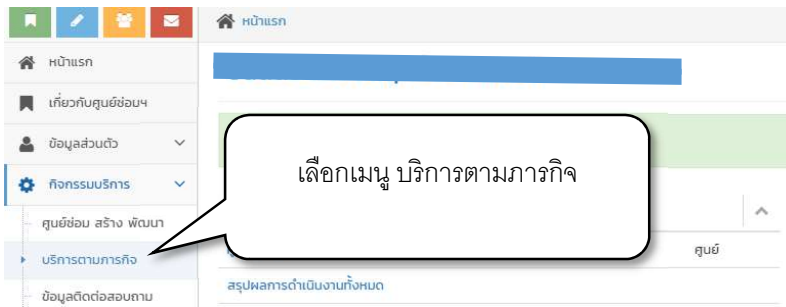 หน้าแรก
หน้าแรก
เกี่ยวกับศูนย์ซ่อมฯ
ข้อมูลส่วนตัว
กิจกรรมบริการ
ศูนย์ซ่อม สร้าง พัฒนา
บริการตามภารกิจ
ข้อมูลติดต่อสอบถาม
เลือกเมนู บริการตามภารกิจ
ศูนย์
สรุปผลการดำเนินงานทั้งหมด